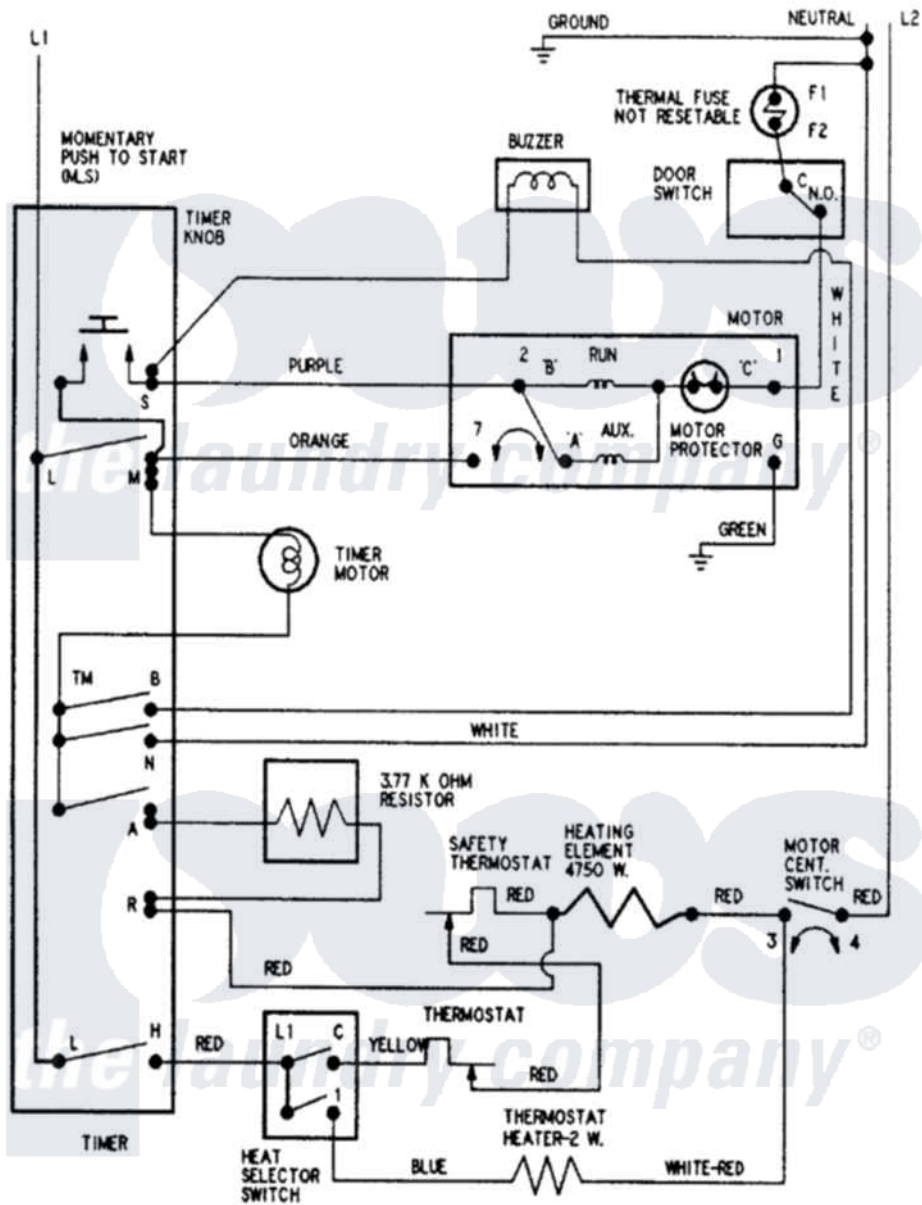 L1
GROUND
NEUTRAL
L2
THERMAL FUSE
NOT RESETABLE
F1
F2
MOMENTARY
PUSH TO START
(M.S)
BUZZER
DOOR
SWITCH
C
N.O.
TIMER
KNOB
WHITE
MOTOR
PURPLE
2
"B"
RUN
"C"
1
S
ORANGE
7
"A"
AUX.
MOTOR
PROTECTOR
G
L
M
the laundry company®
GREEN
TIMER
MOTOR
TM
B
WHITE
N
3.77 K OHM
RESISTOR
A
SAFETY
THERMOSTAT
HEATING
ELEMENT
4750 W.
MOTOR
CENT.
SWITCH
RED
RED
RED
R
3
4
RED
RED
THERMOSTAT
L
H
RED
L1
C
YELLOW
RED
the laundry company®
1
THERMOSTAT
HEATER-2 W.
TIMER
HEAT
SELECTOR
SWITCH
BLUE
WHITE-RED